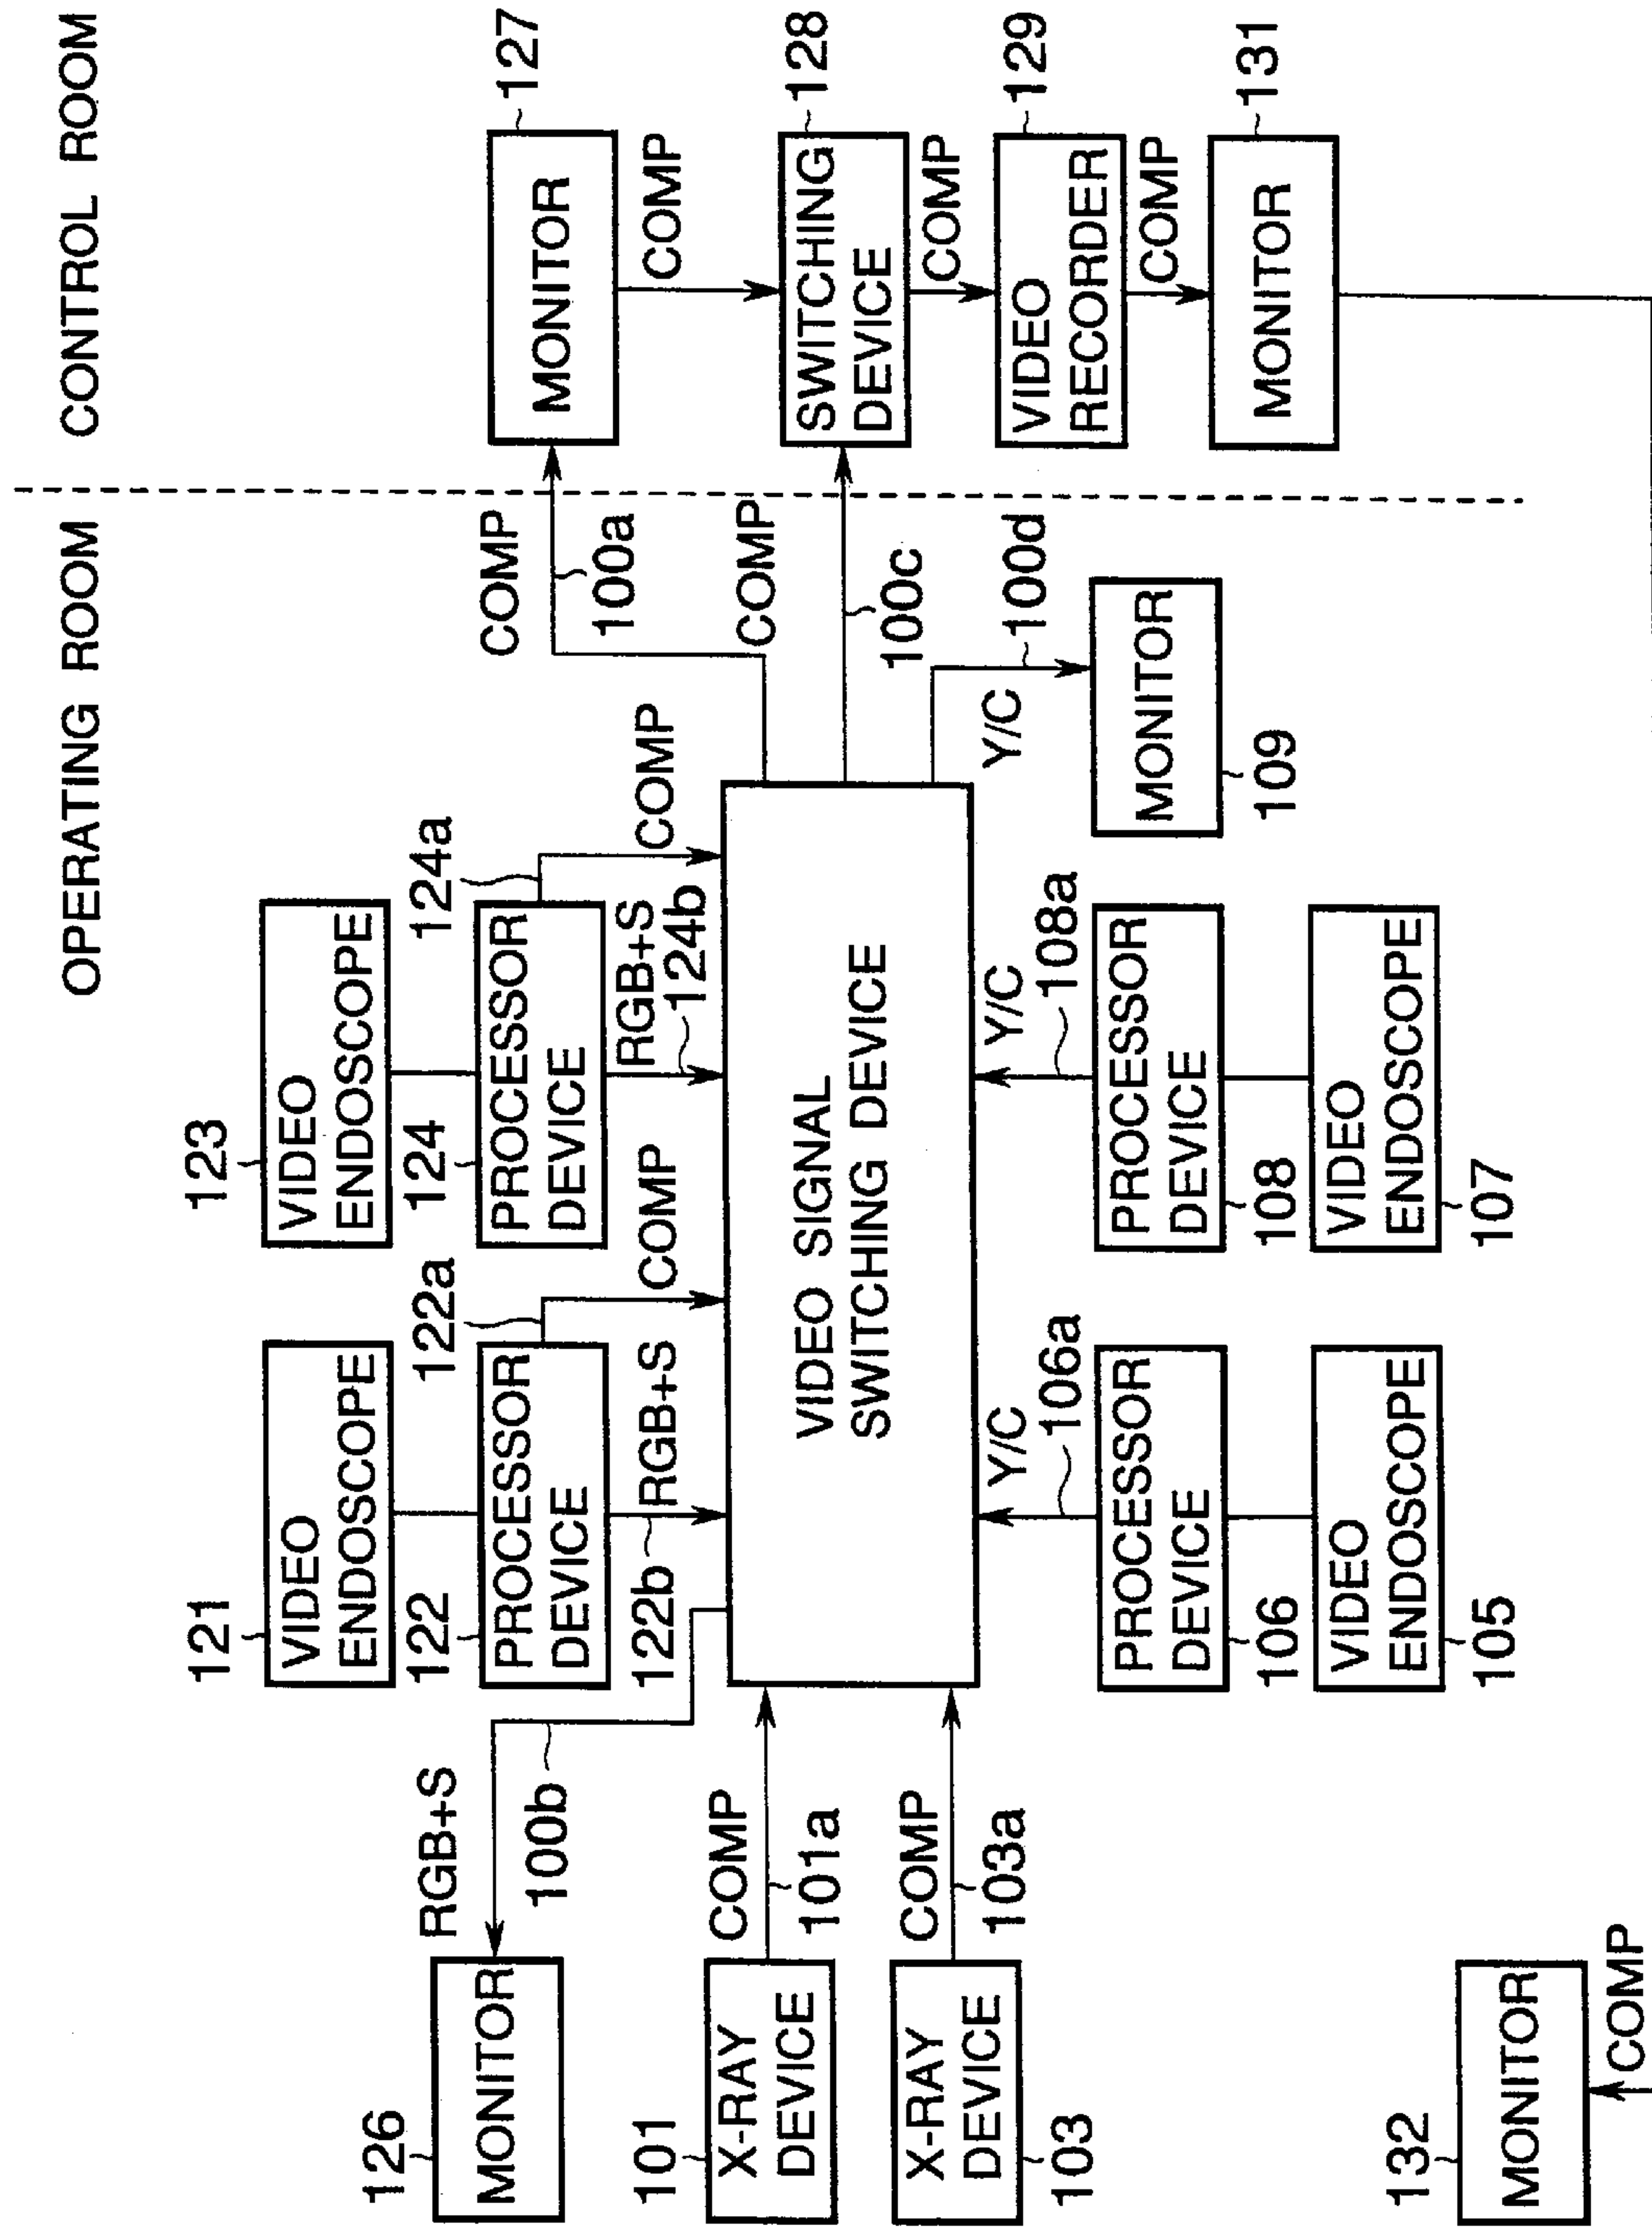 OPERATING ROOM
CONTROL ROOM
121
VIDEO
ENDOSCOPE
123
VIDEO
ENDOSCOPE
122
PROCESSOR
DEVICE
122a
COMP
122b
RGB+S
124
PROCESSOR
DEVICE
124a
COMP
RGB+S
124b
126
MONITOR
RGB+S
100b
101
X-RAY
DEVICE
COMP
101a
103
X-RAY
DEVICE
COMP
103a
VIDEO SIGNAL
SWITCHING DEVICE
COMP
100a
COMP
100c
Y/C
100d
MONITOR
109
127
MONITOR
COMP
128
SWITCHING
DEVICE
COMP
129
VIDEO
RECORDER
COMP
131
MONITOR
Y/C
106a
PROCESSOR
DEVICE
106
VIDEO
ENDOSCOPE
105
Y/C
108a
PROCESSOR
DEVICE
108
VIDEO
ENDOSCOPE
107
132
MONITOR
COMP